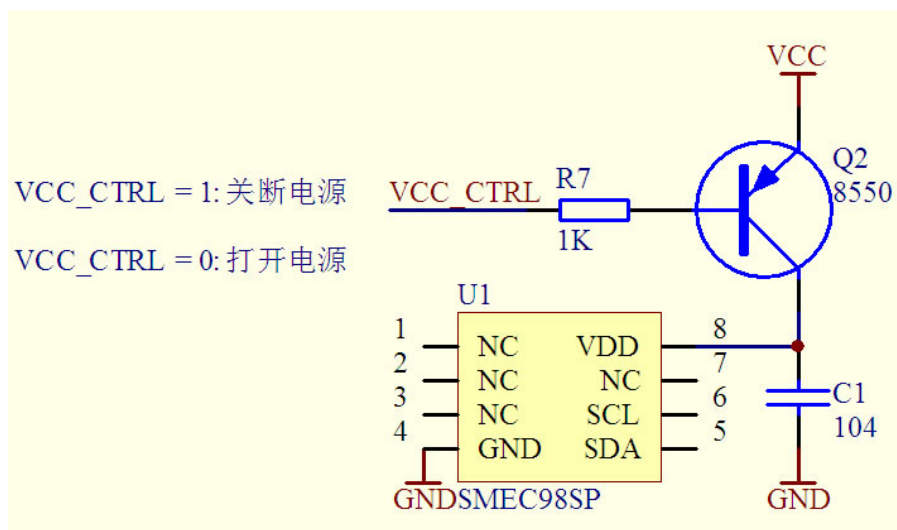 VCC
Q2
8550
R7
VCC_CTRL
1K
VCC_CTRL = 1: 关断电源
VCC_CTRL = 0: 打开电源
U1
1 NC VDD 8
2 NC NC 7
3 NC SCL 6
4 GND SDA 5
C1
104
GND SMEC98SP GND